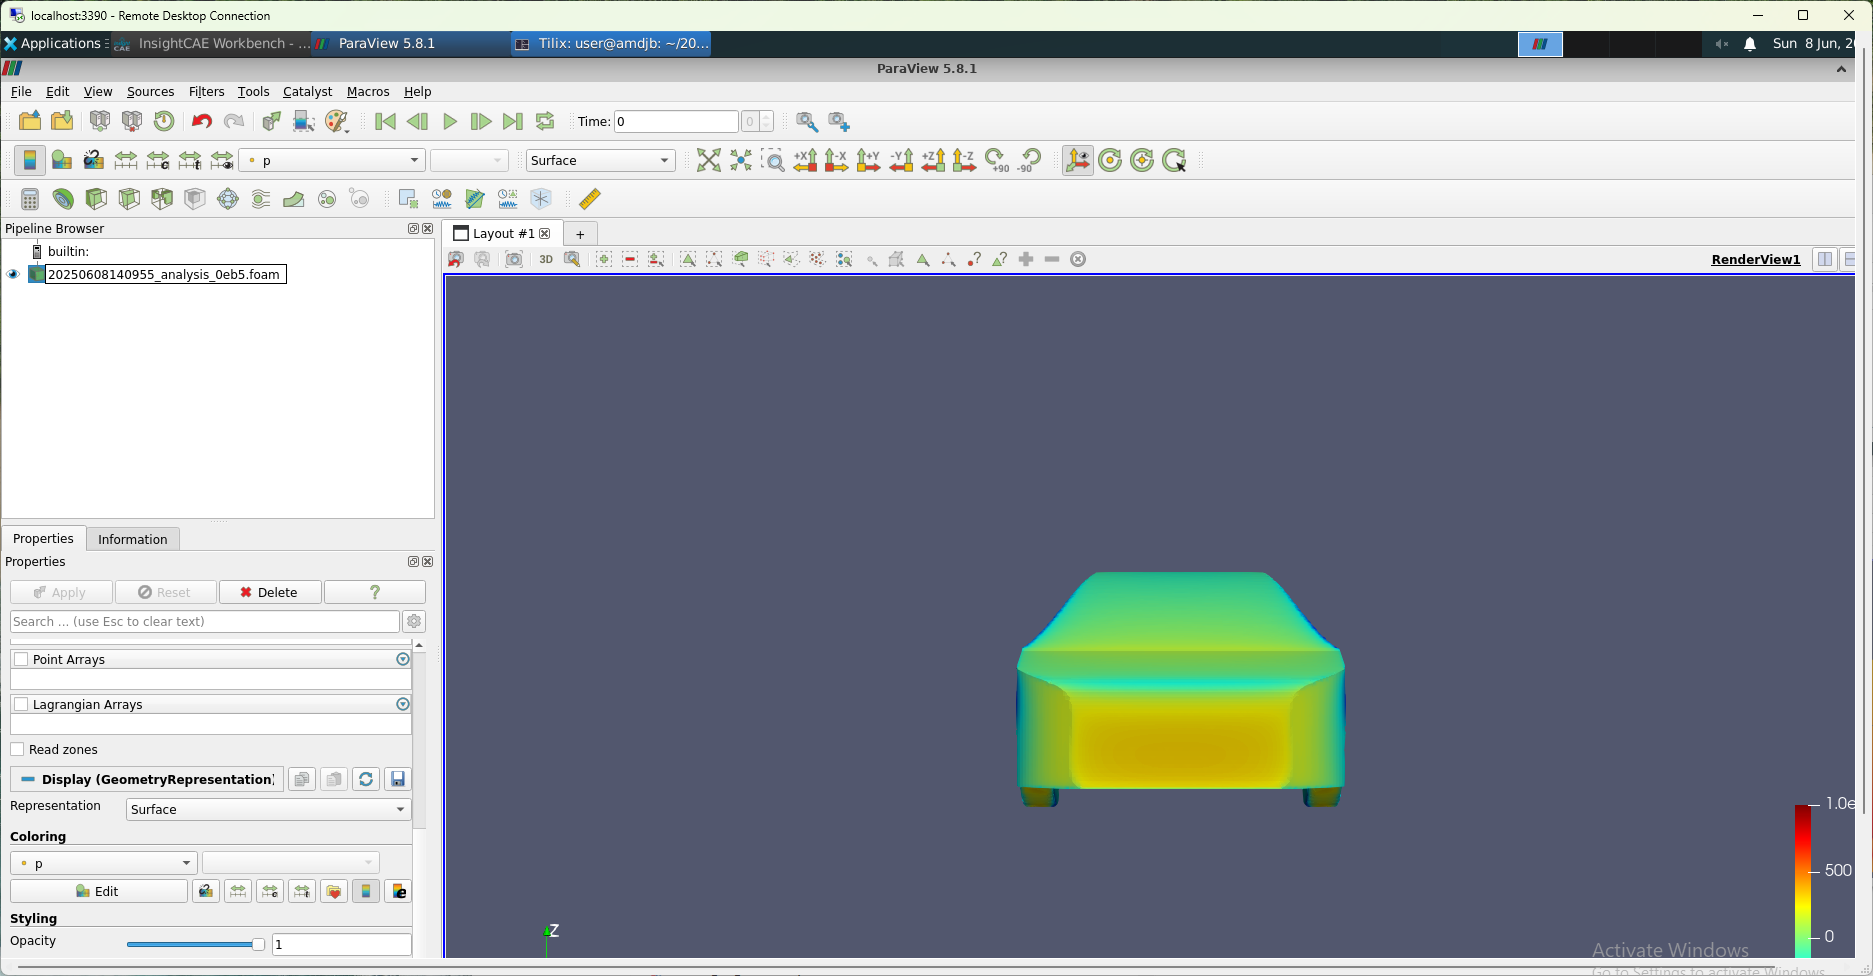 localhost:3390 - Remote Desktop Connection
Applications
InsightCAE Workbench - ...
ParaView 5.8.1
Tilix: user@amdjb: ~/20...
Sun 8 Jun, 20
ParaView 5.8.1
File Edit View Sources Filters Tools Catalyst Macros Help
Time: 0
0
p
Surface
+X -X +Y -Y +Z -Z +90 -90
Pipeline Browser
Layout #1
+
builtin:
3D
RenderView1
20250608140955_analysis_0eb5.foam
Properties
Information
Properties
Apply
Reset
Delete
?
Search ... (use Esc to clear text)
Point Arrays
Lagrangian Arrays
Read zones
Display (GeometryRepresentation)
Representation
Surface
Coloring
p
Edit
Styling
Opacity
1
Z
1.0e
500
0
Activate Windows
Go to Settings to activate Windows